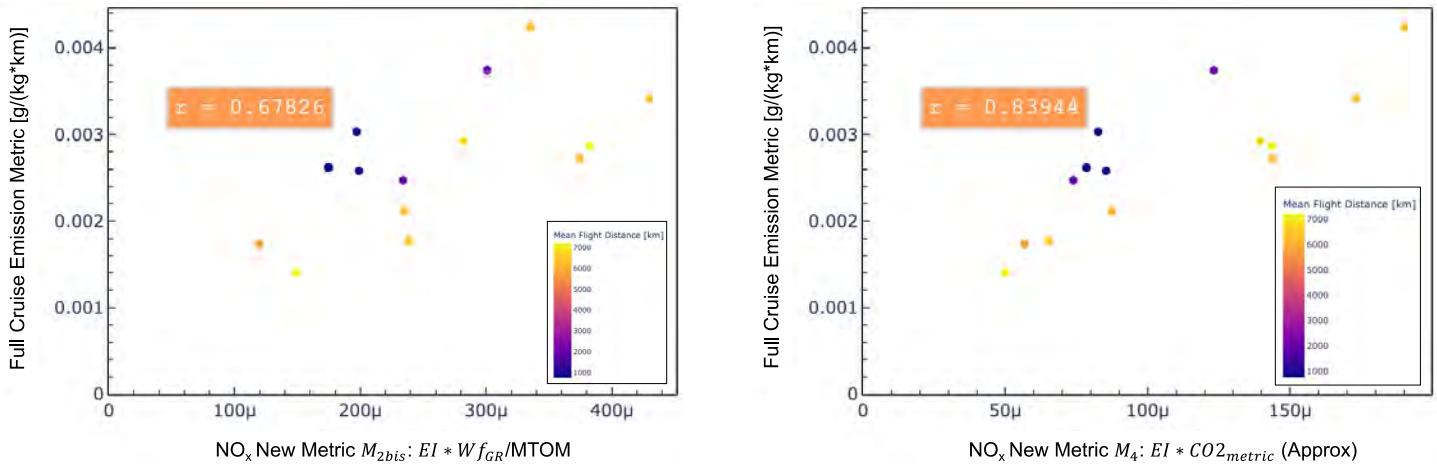 Full Cruise Emission Metric [g/(kg*km)]
0.004
0.003
0.002
0.001
0
r = 0.67826
Mean Flight Distance [km]
7000
6000
5000
4000
3000
2000
1000
0
100µ
200µ
300µ
400µ
NOx New Metric M2bis: EI * WfGR/MTOM
Full Cruise Emission Metric [g/(kg*km)]
0.004
0.003
0.002
0.001
0
r = 0.83944
Mean Flight Distance [km]
7000
6000
5000
4000
3000
2000
1000
0
50µ
100µ
150µ
NOx New Metric M4: EI * CO2metric (Approx)